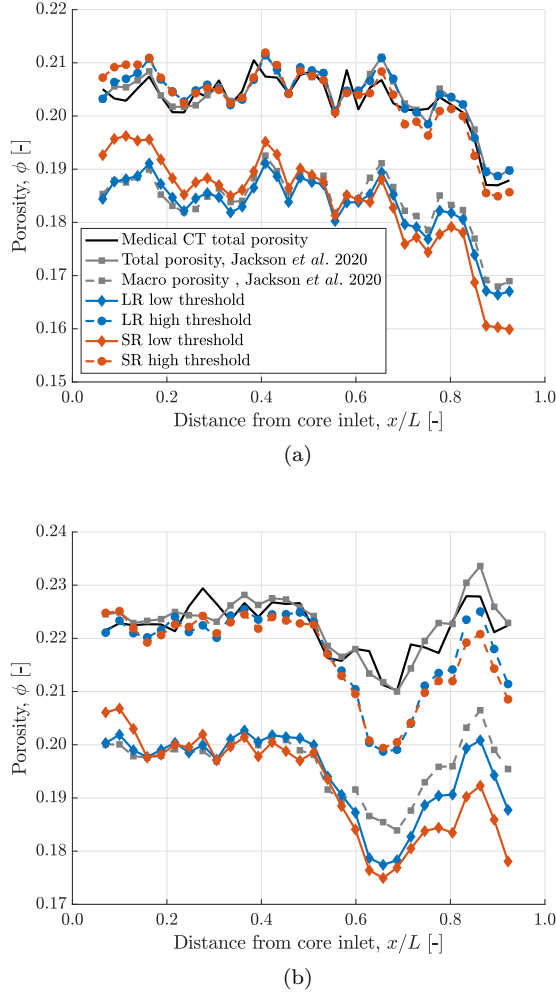 0.22
0.21
0.20
0.19
0.18
0.17
0.16
0.15
Porosity, ϕ [-]
Medical CT total porosity
Total porosity, Jackson et al. 2020
Macro porosity , Jackson et al. 2020
LR low threshold
LR high threshold
SR low threshold
SR high threshold
0.0 0.2 0.4 0.6 0.8 1.0
Distance from core inlet, x/L [-]
(a)
0.24
0.23
0.22
0.21
0.20
0.19
0.18
0.17
Porosity, ϕ [-]
0.0 0.2 0.4 0.6 0.8 1.0
Distance from core inlet, x/L [-]
(b)